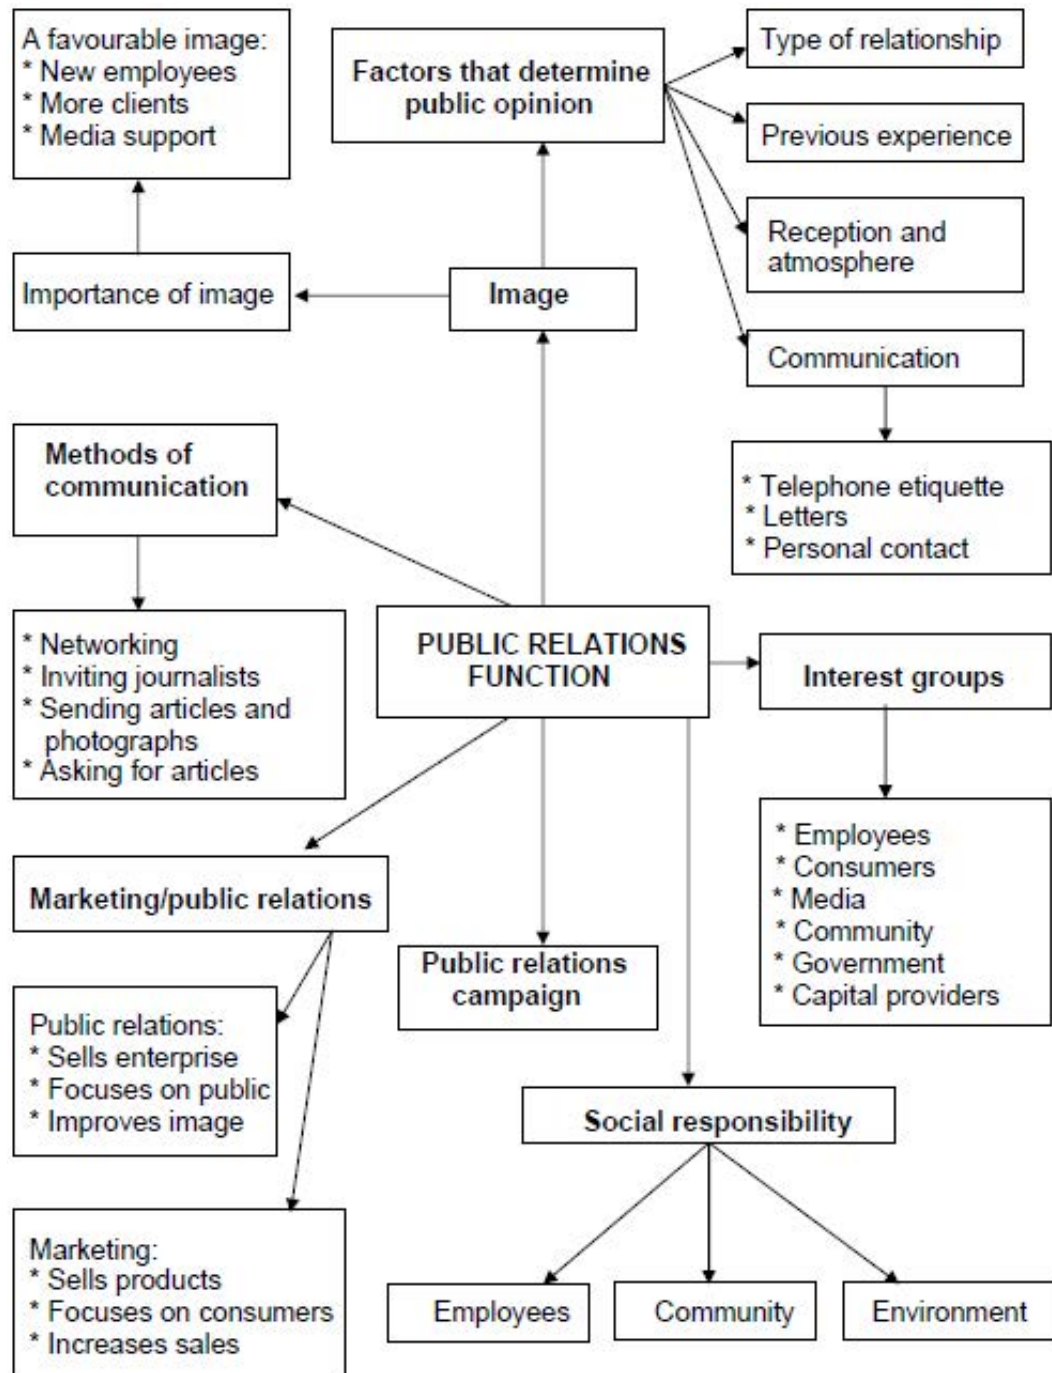 A favourable image:
* New employees
* More clients
* Media support
Factors that determine
public opinion
Type of relationship
Previous experience
Reception and
atmosphere
Importance of image
Image
Communication
Methods of
communication
* Telephone etiquette
* Letters
* Personal contact
* Networking
* Inviting journalists
* Sending articles and
photographs
* Asking for articles
PUBLIC RELATIONS
FUNCTION
Interest groups
* Employees
* Consumers
* Media
* Community
* Government
* Capital providers
Marketing/public relations
Public relations
campaign
Public relations:
* Sells enterprise
* Focuses on public
* Improves image
Social responsibility
Marketing:
* Sells products
* Focuses on consumers
* Increases sales
Employees
Community
Environment